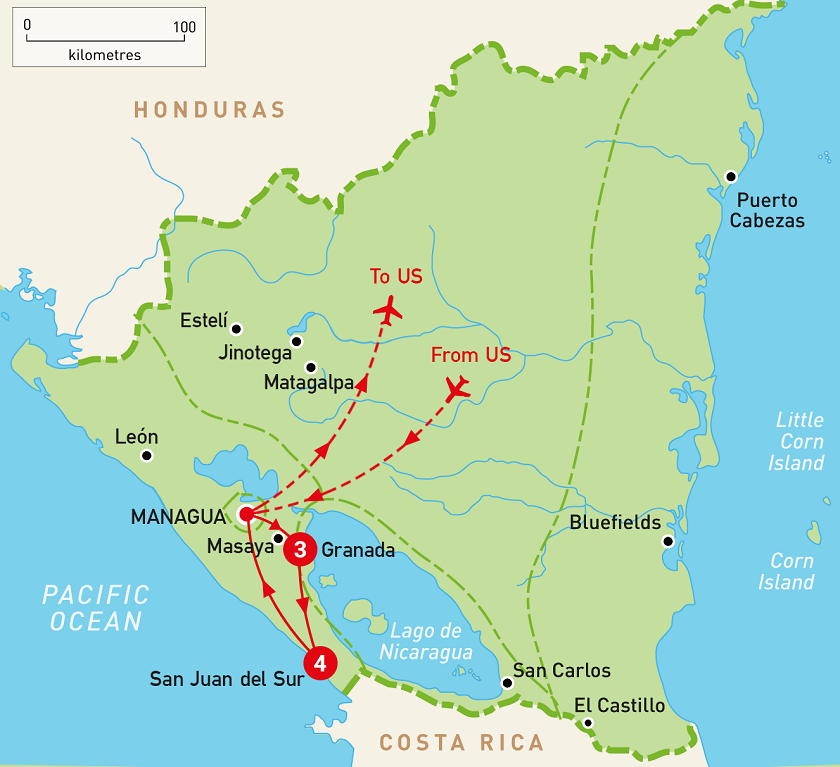 0 100
kilometres
HONDURAS
Puerto
Cabezas
To US
Estelí
Jinotega
From US
Matagalpa
León
Little
Corn
Island
MANAGUA
Bluefields
Masaya
3 Granada
Corn
Island
PACIFIC
OCEAN
Lago de
Nicaragua
4
San Juan del Sur
San Carlos
El Castillo
COSTA RICA